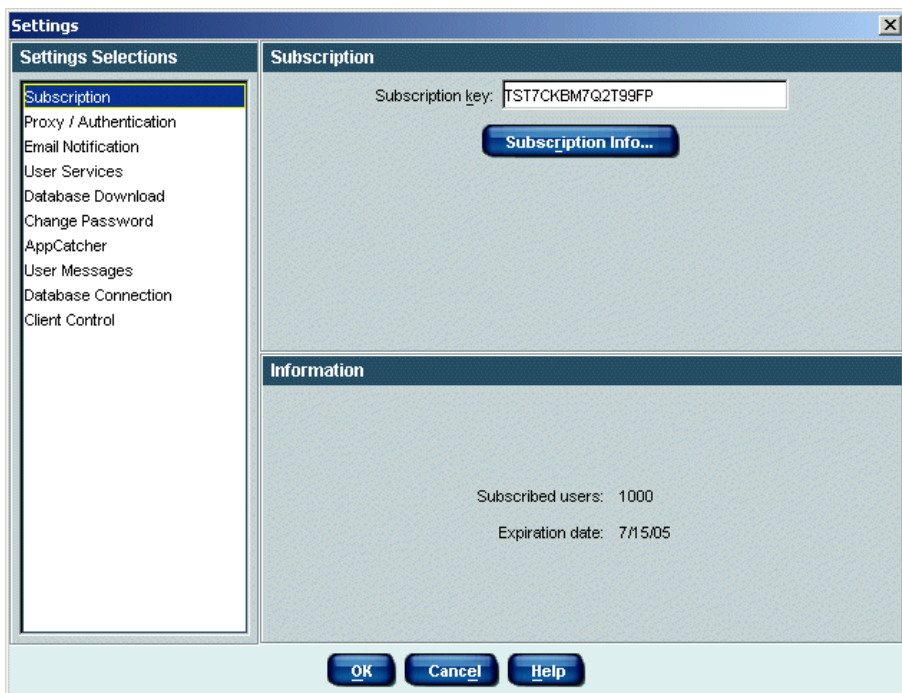 Settings
Settings Selections
Subscription
Proxy / Authentication
Email Notification
User Services
Database Download
Change Password
AppCatcher
User Messages
Database Connection
Client Control
Subscription
Subscription key: TST7CKBM7Q2T99FP
Subscription Info...
Information
Subscribed users: 1000
Expiration date: 7/15/05
OK Cancel Help